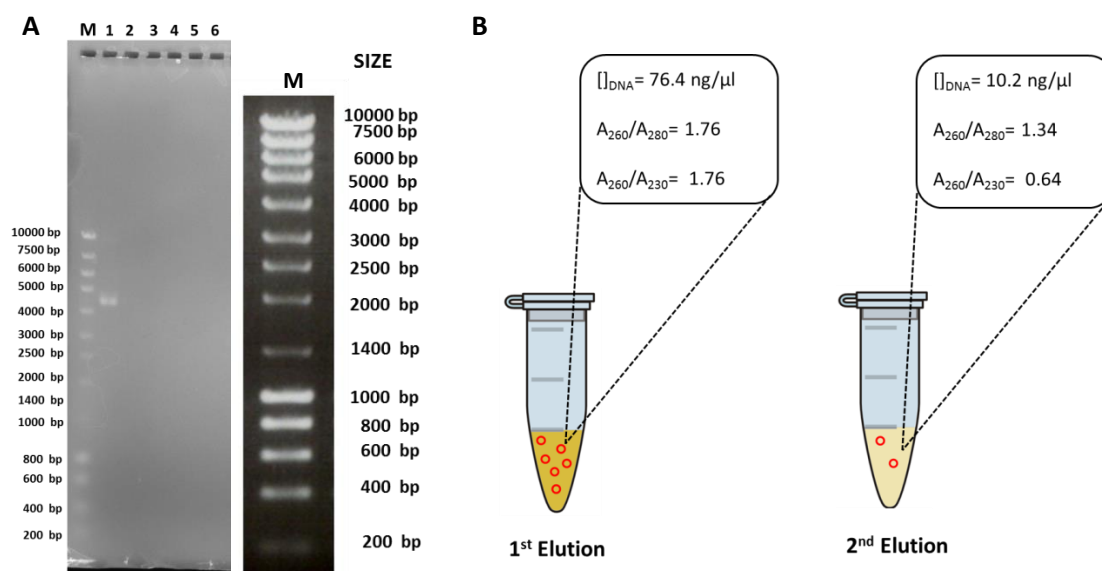 A
M 1 2 3 4 5 6
10000 bp
7500 bp
6000 bp
5000 bp
4000 bp
3000 bp
2500 bp
2000 bp
1400 bp
1000 bp
800 bp
600 bp
400 bp
200 bp
SIZE
M
10000 bp
7500 bp
6000 bp
5000 bp
4000 bp
3000 bp
2500 bp
2000 bp
1400 bp
1000 bp
800 bp
600 bp
400 bp
200 bp
B
[]DNA= 76.4 ng/µl
A260/A280= 1.76
A260/A230= 1.76
1st Elution
[]DNA= 10.2 ng/µl
A260/A280= 1.34
A260/A230= 0.64
2nd Elution